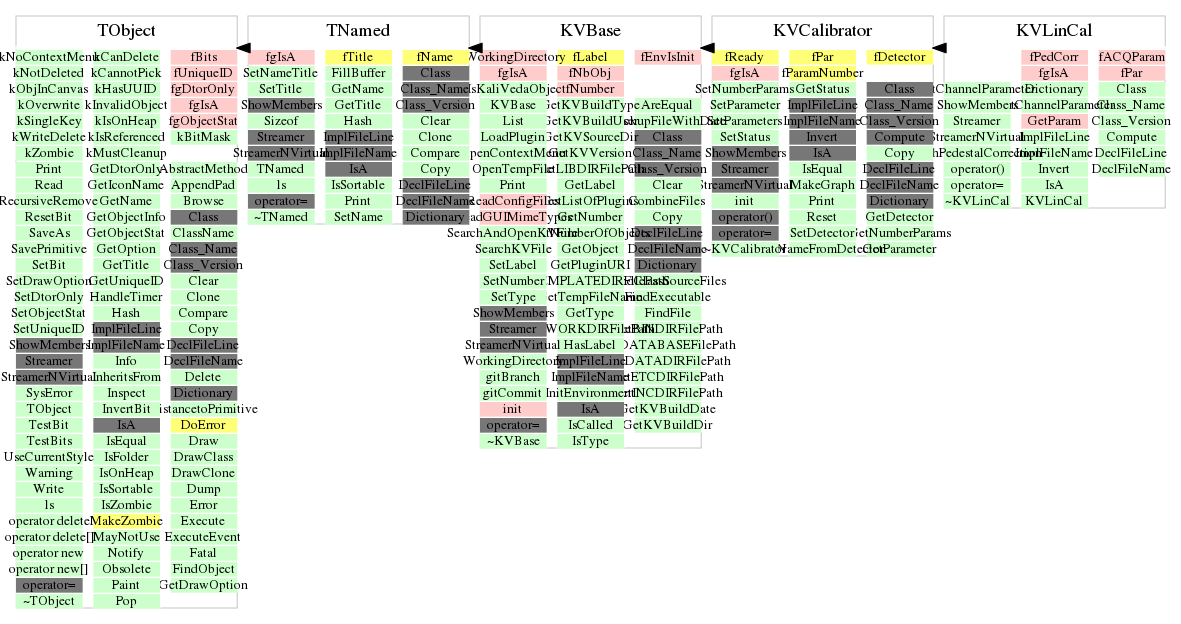 TObject TNamed KVBase KVCalibrator KVLinCal
kNoContextMenu kCanDelete fBits fgIsA fTitle fName WorkingDirectory fLabel fEnvIsInit fReady fPar fDetector fPedCorr fACQParam
kNotDeleted kCannotPick fUniqueID SetNameTitle FillBuffer Class fgIsA fNbObj fgIsA fParamNumber fgIsA fPar
kObjInCanvas kHasUUID fgDtorOnly SetTitle GetName Class_Name IsKaliVedaObject fNumber SetNumberParams GetStatus Class ChannelParameter Dictionary Class
kOverwrite kInvalidObject fgIsA ShowMembers GetTitle Class_Version KVBase GetKVBuildType AreEqual SetParameter ImplFileLine Class_Name ShowMembers ChannelParameter Class_Name
kSingleKey kIsOnHeap fgObjectStat Sizeof Hash Clear List GetKVBuildUser BackupFileWithDate SetParameters ImplFileName Class_Version Streamer GetParam Class_Version
kWriteDelete kIsReferenced kBitMask Streamer ImplFileLine Clone LoadPlugin GetKVSourceDir Class SetStatus Invert Compute StreamerNVirtual Invert Compute
kZombie kMustCleanup StreamerNVirtual ImplFileName Compare OpenContextMenu GetKVVersion Class_Name ShowMembers IsA Copy hPedestalCorrection ImplFileName DeclFileLine
Print GetDtorOnly AbstractMethod TNamed IsA Copy OpenTempFile GetLIBDIRFilePath Class_Version Streamer IsEqual DeclFileLine operator() Invert DeclFileName
Read GetIconName AppendPad ls IsSortable DeclFileLine Print GetLabel Clear StreamerNVirtual MakeGraph DeclFileName operator= IsA
RecursiveRemove GetName Browse operator= Print DeclFileName ReadConfigFiles GetListOfPlugins CombineFiles init Print Dictionary ~KVLinCal KVLinCal
ResetBit GetObjectInfo Class ~TNamed SetName Dictionary ReadGUIMimeTypes GetNumber Copy operator() Reset GetDetector
SaveAs GetObjectStat ClassName SearchAndOpenKVFile GetNumberOfObjects DeclFileLine operator= SetDetector GetNumberParams
SavePrimitive GetOption Class_Name SearchKVFile GetObject DeclFileName ~KVCalibrator NameFromDetector GetParameter
SetBit GetTitle Class_Version SetLabel GetPluginURI Dictionary
SetDrawOption GetUniqueID Clear SetNumber TEMPLATEDIRFilePath FindClassSourceFiles
SetDtorOnly HandleTimer Clone SetType GetTempFileName FindExecutable
SetObjectStat Hash Compare ShowMembers GetType FindFile
SetUniqueID ImplFileLine Copy Streamer WORKDIRFilePath BINDIRFilePath
ShowMembers ImplFileName DeclFileLine StreamerNVirtual HasLabel DATABASEFilePath
Streamer Info DeclFileName WorkingDirectory ImplFileLine DATADIRFilePath
StreamerNVirtual InheritsFrom Delete gitBranch ImplFileName ETCDIRFilePath
SysError Inspect Dictionary gitCommit InitEnvironment INCDIRFilePath
TObject InvertBit DistancetoPrimitive init IsA GetKVBuildDate
TestBit IsA DoError operator= IsCalled GetKVBuildDir
TestBits IsEqual Draw ~KVBase IsType
UseCurrentStyle IsFolder DrawClass
Warning IsOnHeap DrawClone
Write IsSortable Dump
ls IsZombie Error
operator delete MakeZombie Execute
operator delete[] MayNotUse ExecuteEvent
operator new Notify Fatal
operator new[] Obsolete FindObject
operator= Paint GetDrawOption
~TObject Pop